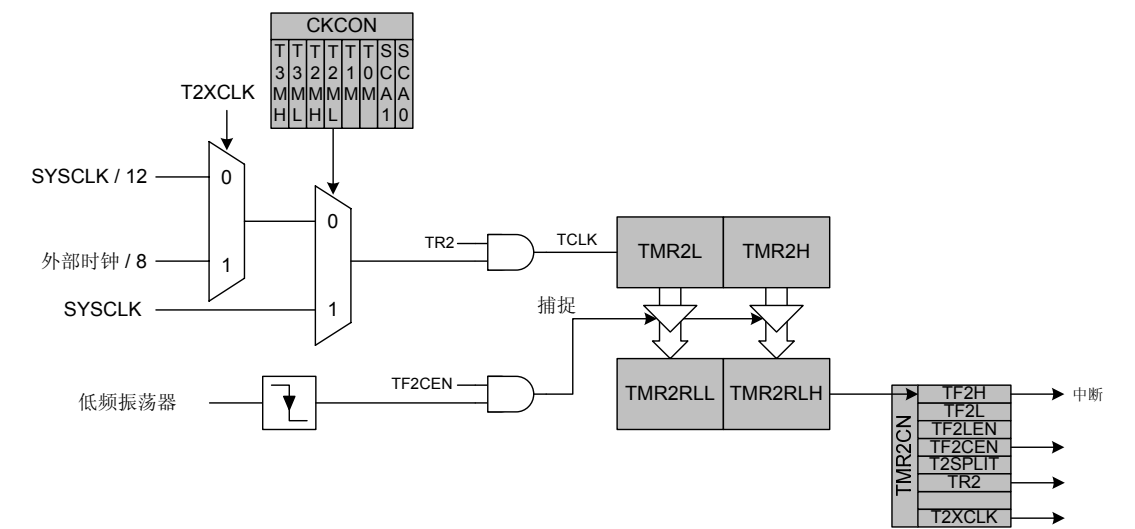 CKCON
T3MH T3ML T2MH T2ML T1M T0M SCA1 SCA0
T2XCLK
SYSCLK / 12
0
外部时钟 / 8
1
0
SYSCLK
1
TR2
TCLK
TMR2L
TMR2H
捕捉
低频振荡器
TF2CEN
TMR2RLL
TMR2RLH
TMR2CN
TF2H
中断
TF2L
TF2LEN
TF2CEN
T2SPLIT
TR2
T2XCLK